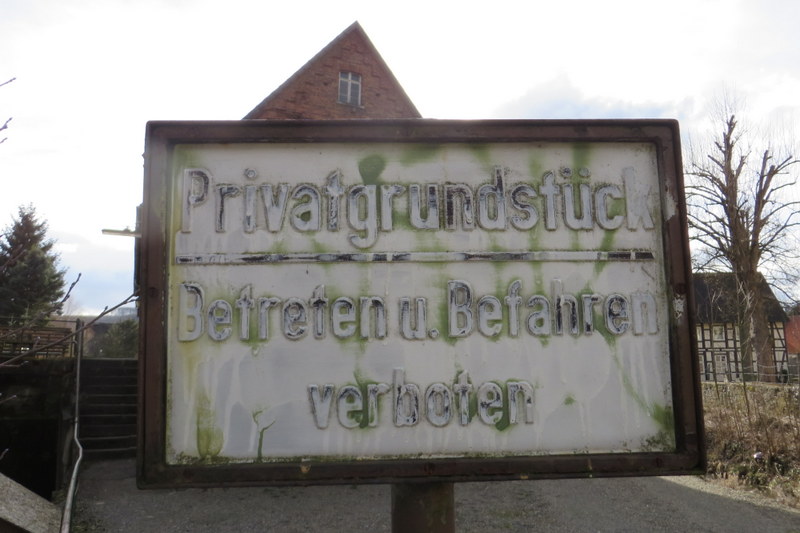 Privatgrundstück
Betreten u. Befahren
verboten